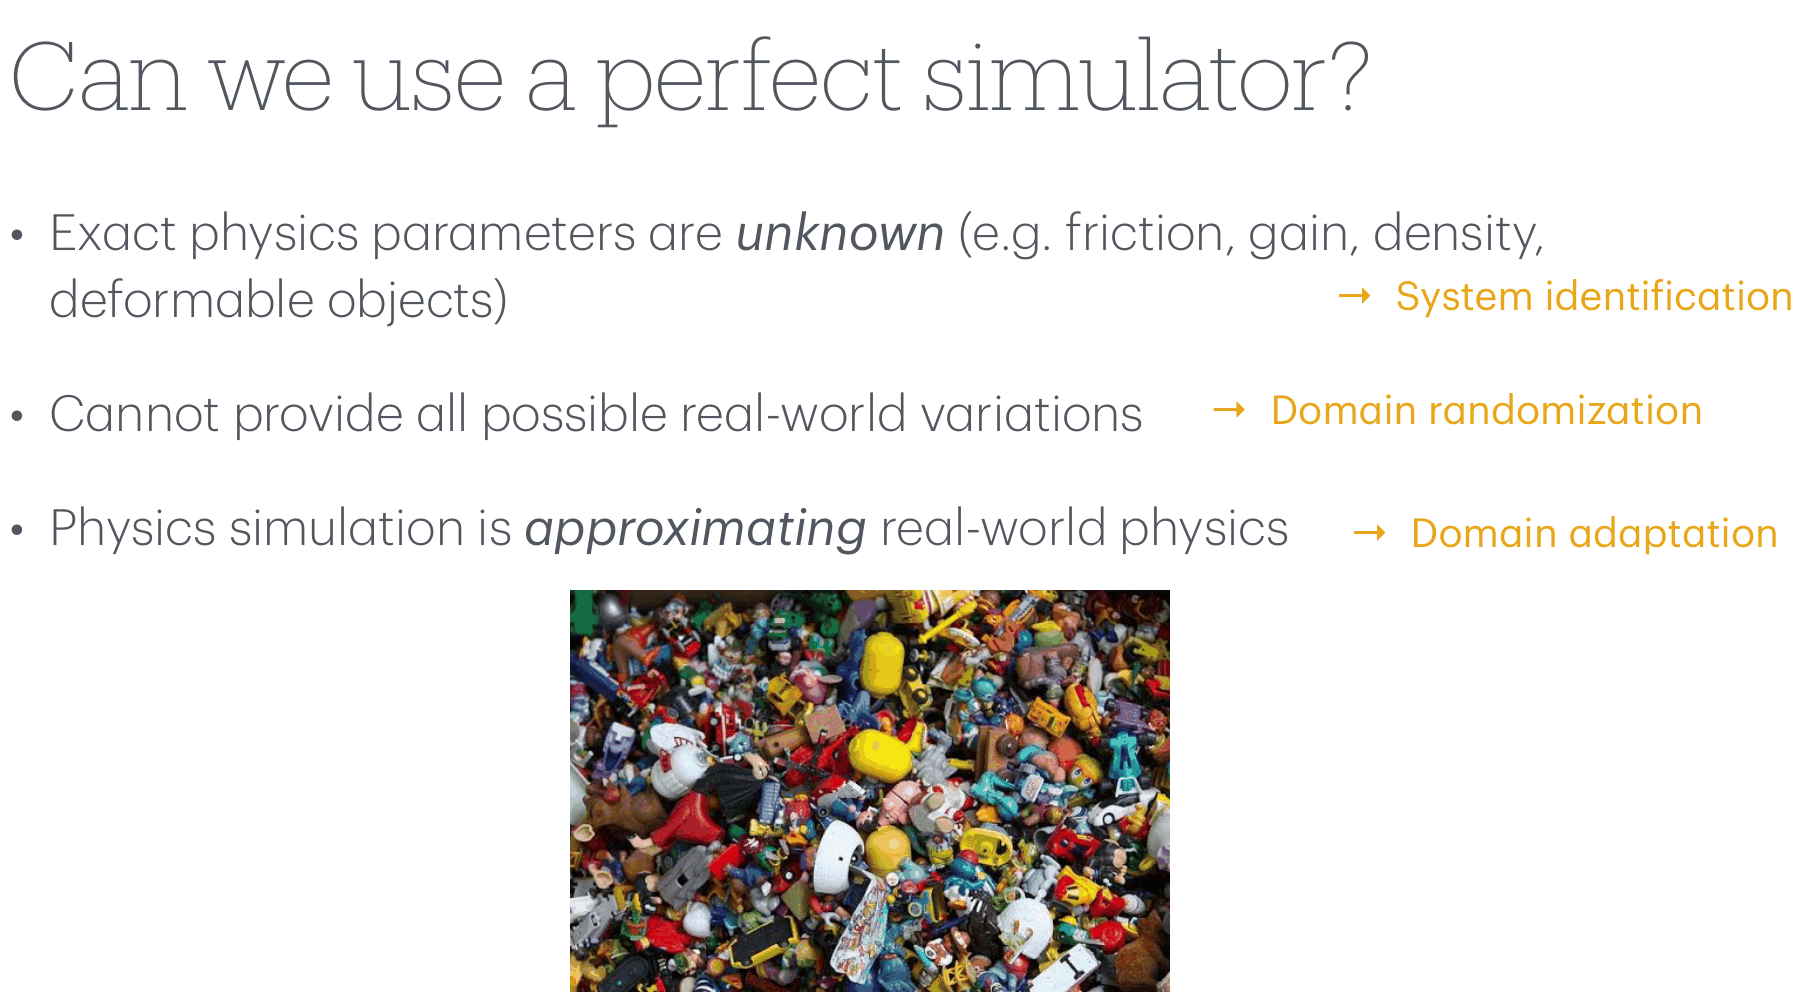 Can we use a perfect simulator?
• Exact physics parameters are unknown (e.g. friction, gain, density,
deformable objects)
→ System identification
• Cannot provide all possible real-world variations → Domain randomization
• Physics simulation is approximating real-world physics → Domain adaptation